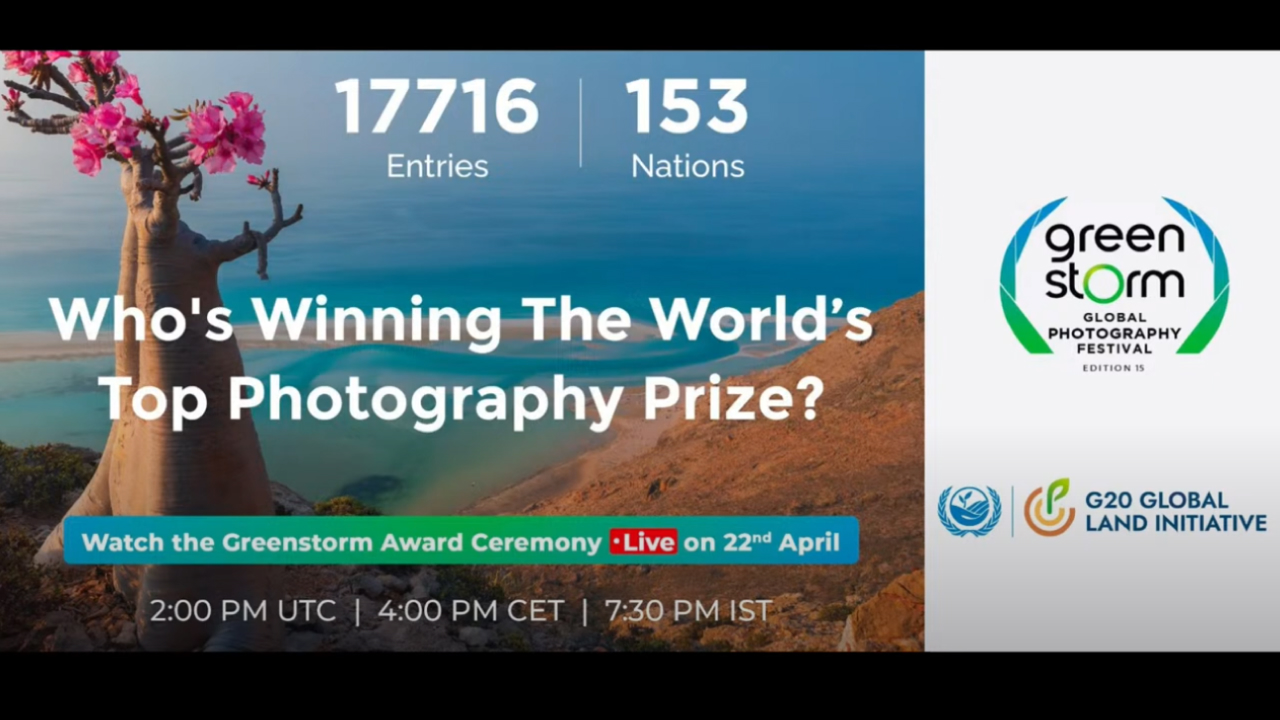 17716
Entries
153
Nations
Who's Winning The World’s
Top Photography Prize?
Watch the Greenstorm Award Ceremony •Live on 22nd April
2:00 PM UTC | 4:00 PM CET | 7:30 PM IST
green
storm
GLOBAL
PHOTOGRAPHY
FESTIVAL
EDITION 15
G20 GLOBAL
LAND INITIATIVE